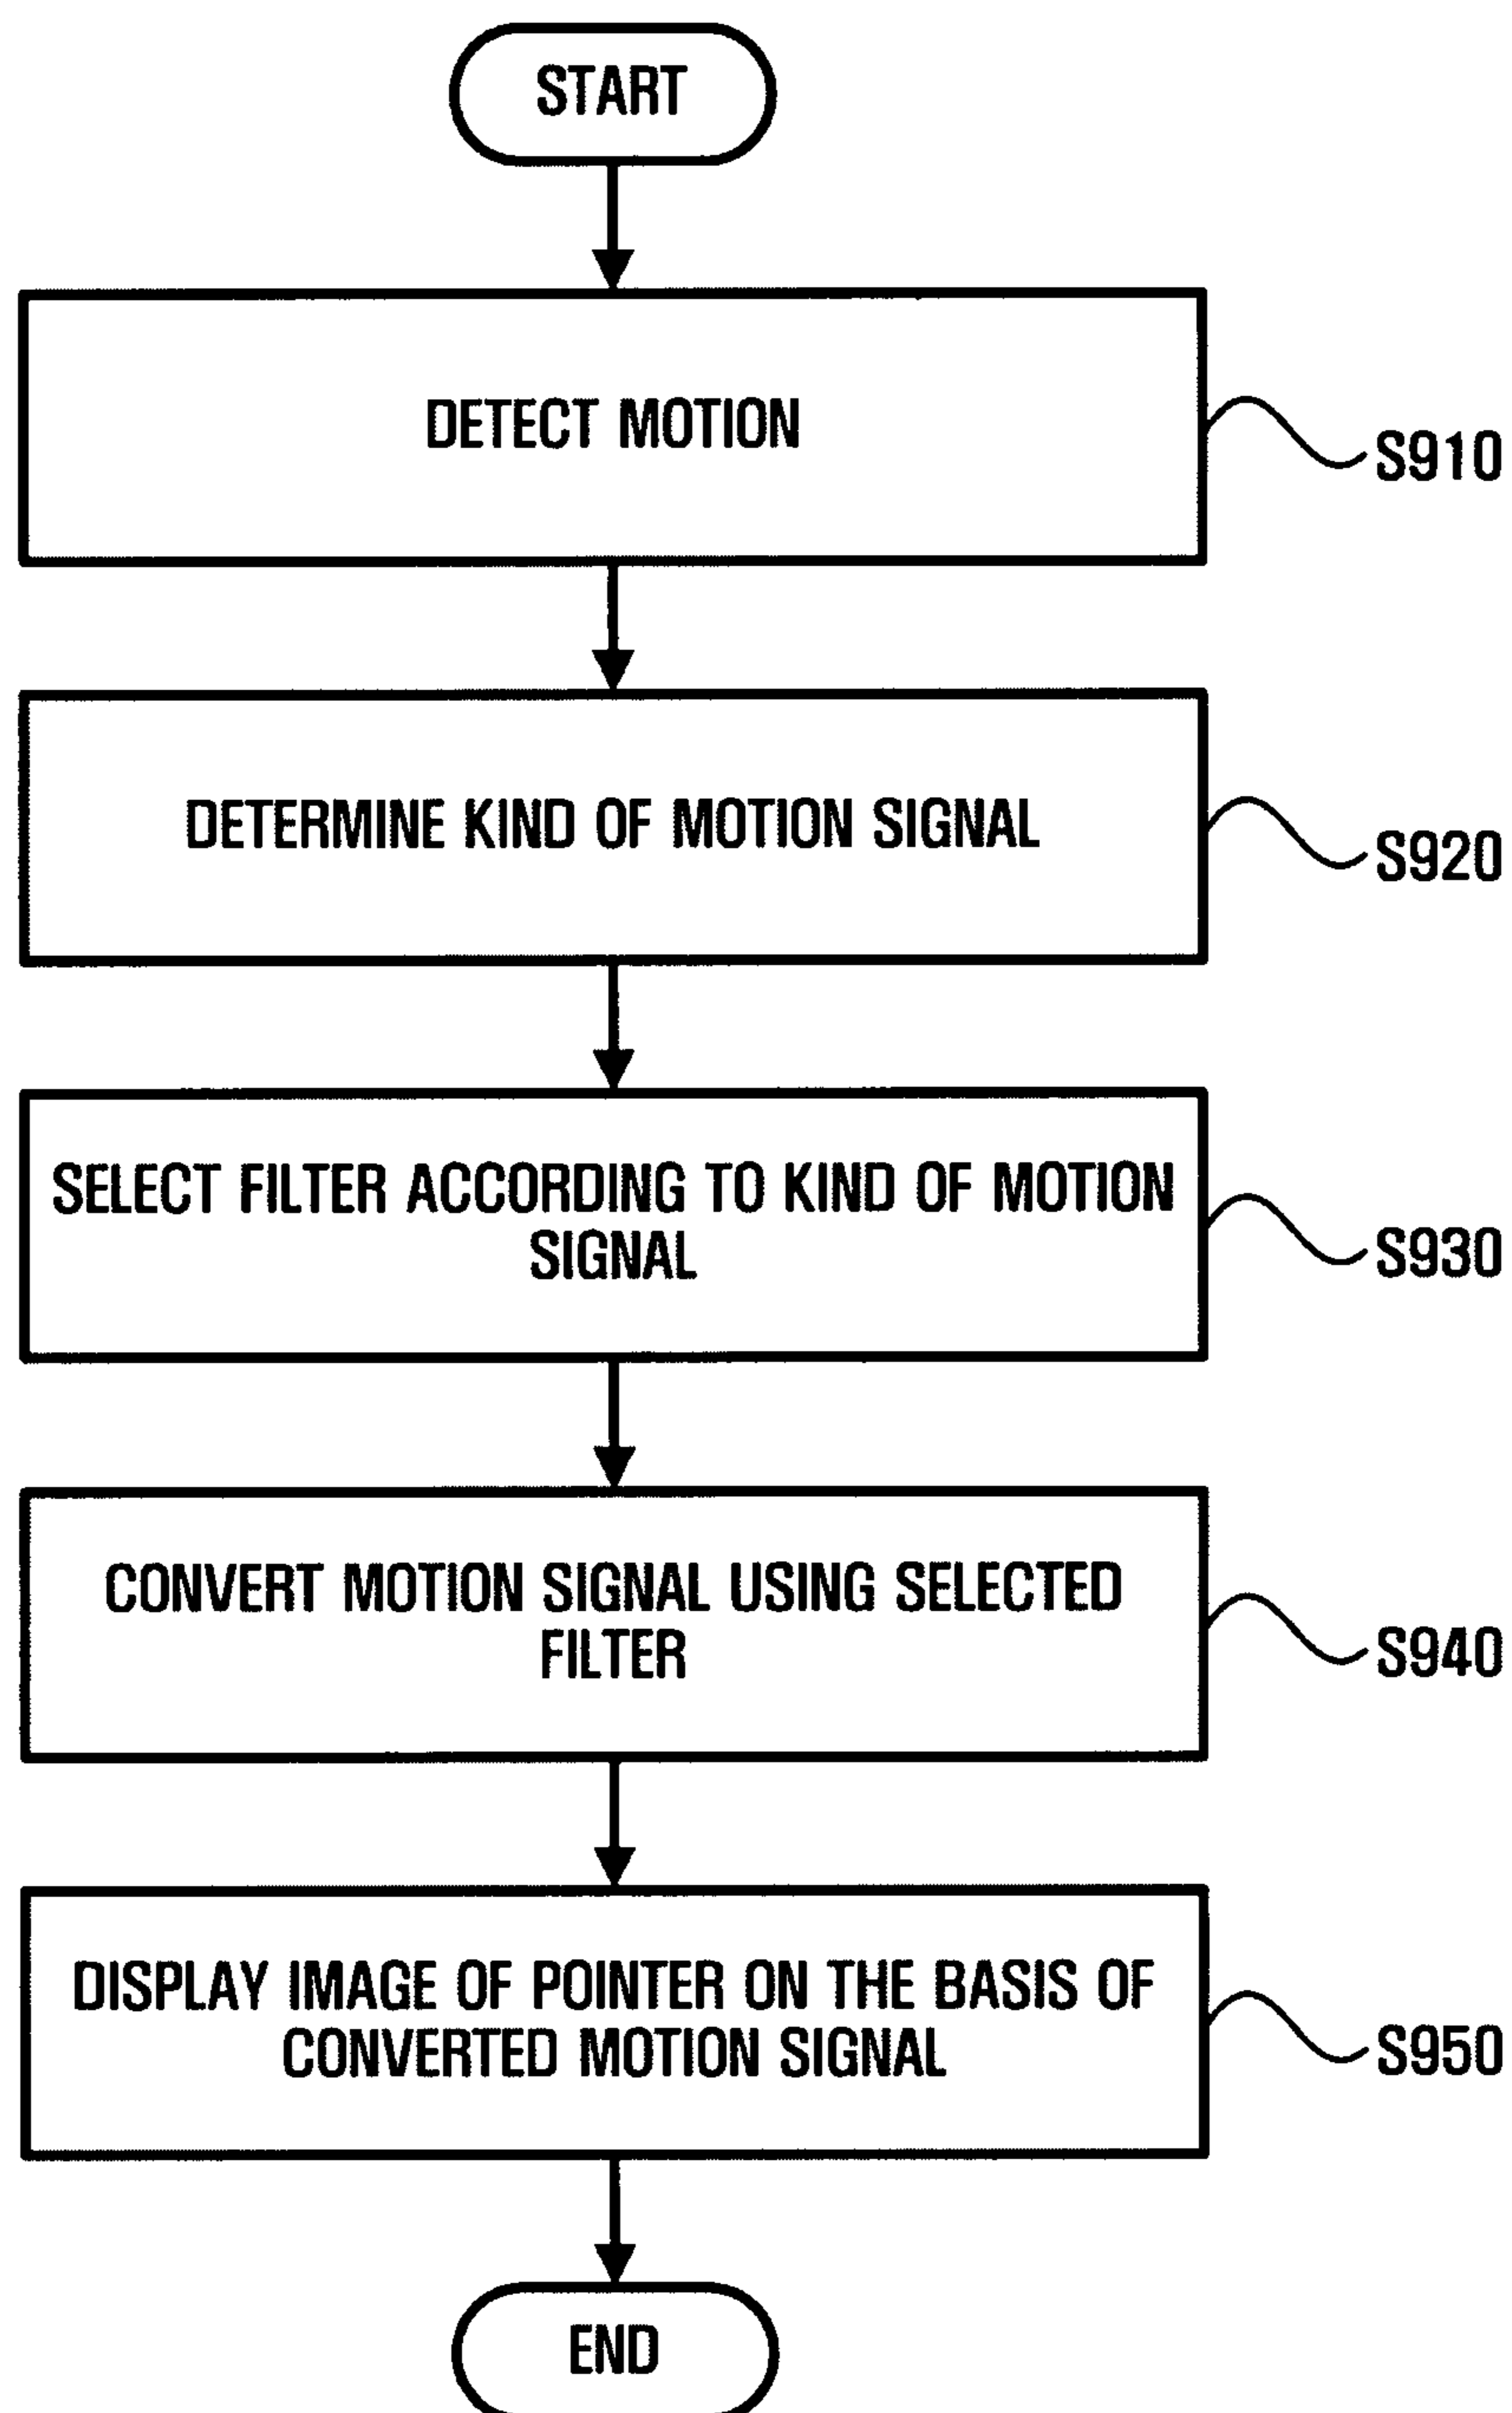 START
DETECT MOTION
S910
DETERMINE KIND OF MOTION SIGNAL
S920
SELECT FILTER ACCORDING TO KIND OF MOTION
SIGNAL
S930
CONVERT MOTION SIGNAL USING SELECTED
FILTER
S940
DISPLAY IMAGE OF POINTER ON THE BASIS OF
CONVERTED MOTION SIGNAL
S950
END